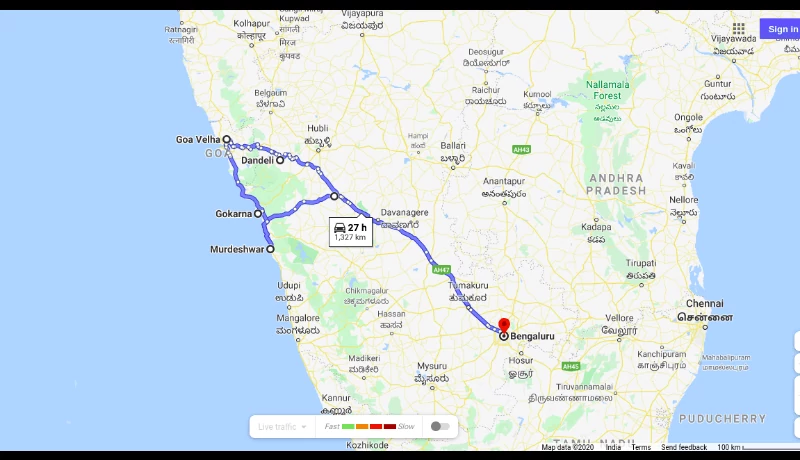 Ratnagiri
रत्नागिरी
Kolhapur
कोल्हापूर
Kupwad
सांगली
मिरज
कुपवाड
Vijayapura
ವಿಜಯಪುರ
Sign in
Vijayawada
విజయవాడ
Deosugur
ದಿಯೋಸುಗುರ್
Belgaum
ಬೆಳಗಾವಿ
Raichur
ರಾಯಚೂರು
Kurnool
కర్నూలు
Nallamala
Forest
నల్లమల
అడవులు
Guntur
గుంటూరు
Ongole
ఒంగోలు
Hubli
ಹುಬ್ಬಳ್ಳಿ
Hampi
ಹಂಪೆ
Ballari
ಬಳ್ಳಾರಿ
AH43
Goa Velha
GOA
Dandeli
Kavali
కావలి
Anantapur
అనంతపురం
ANDHRA
PRADESH
Nellore
నెల్లూరు
Gokarna
Davanagere
ದಾವಣಗೆರೆ
27 h
1,327 km
Kadapa
కడప
Murdeshwar
AH47
Tirupati
తిరుపతి
Udupi
ಉಡುಪಿ
Chikmagalur
ಚಿಕ್ಕಮಗಳೂರು
Tumakuru
ತುಮಕೂರು
Chennai
சென்னை
Mangalore
ಮಂಗಳೂರು
Hassan
ಹಾಸನ
Bengaluru
Vellore
வேலூர்
Hosur
ஓசூர்
Kanchipuram
காஞ்சிபுரம்
Mahabalipuram
மாமல்லபுரம்
Madikeri
ಮಡಿಕೇರಿ
Mysuru
ಮೈಸೂರು
AH45
Tiruvannamalai
திருவண்ணாமலை
Kannur
കണ്ണൂർ
PUDUCHERRY
Live traffic
Fast
Slow
Kozhikode
TAMIL NADU
Map data ©2020 India Terms Send feedback 100 km